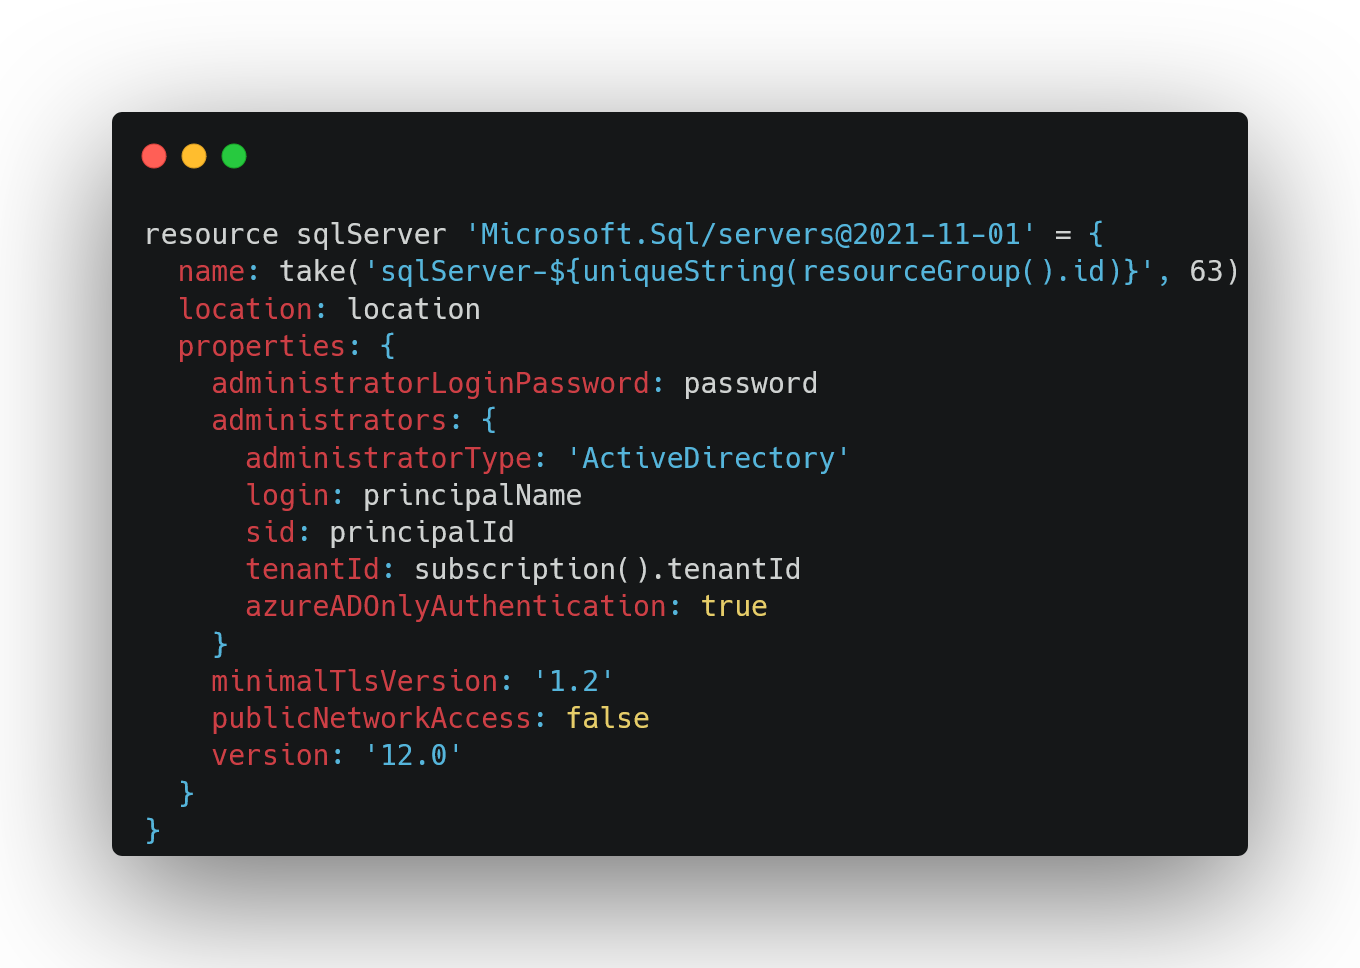 resource sqlServer 'Microsoft.Sql/servers@2021-11-01' = {
  name: take('sqlServer-${uniqueString(resourceGroup().id)}', 63)
  location: location
  properties: {
    administratorLoginPassword: password
    administrators: {
      administratorType: 'ActiveDirectory'
      login: principalName
      sid: principalId
      tenantId: subscription().tenantId
      azureADOnlyAuthentication: true
    }
    minimalTlsVersion: '1.2'
    publicNetworkAccess: false
    version: '12.0'
  }
}